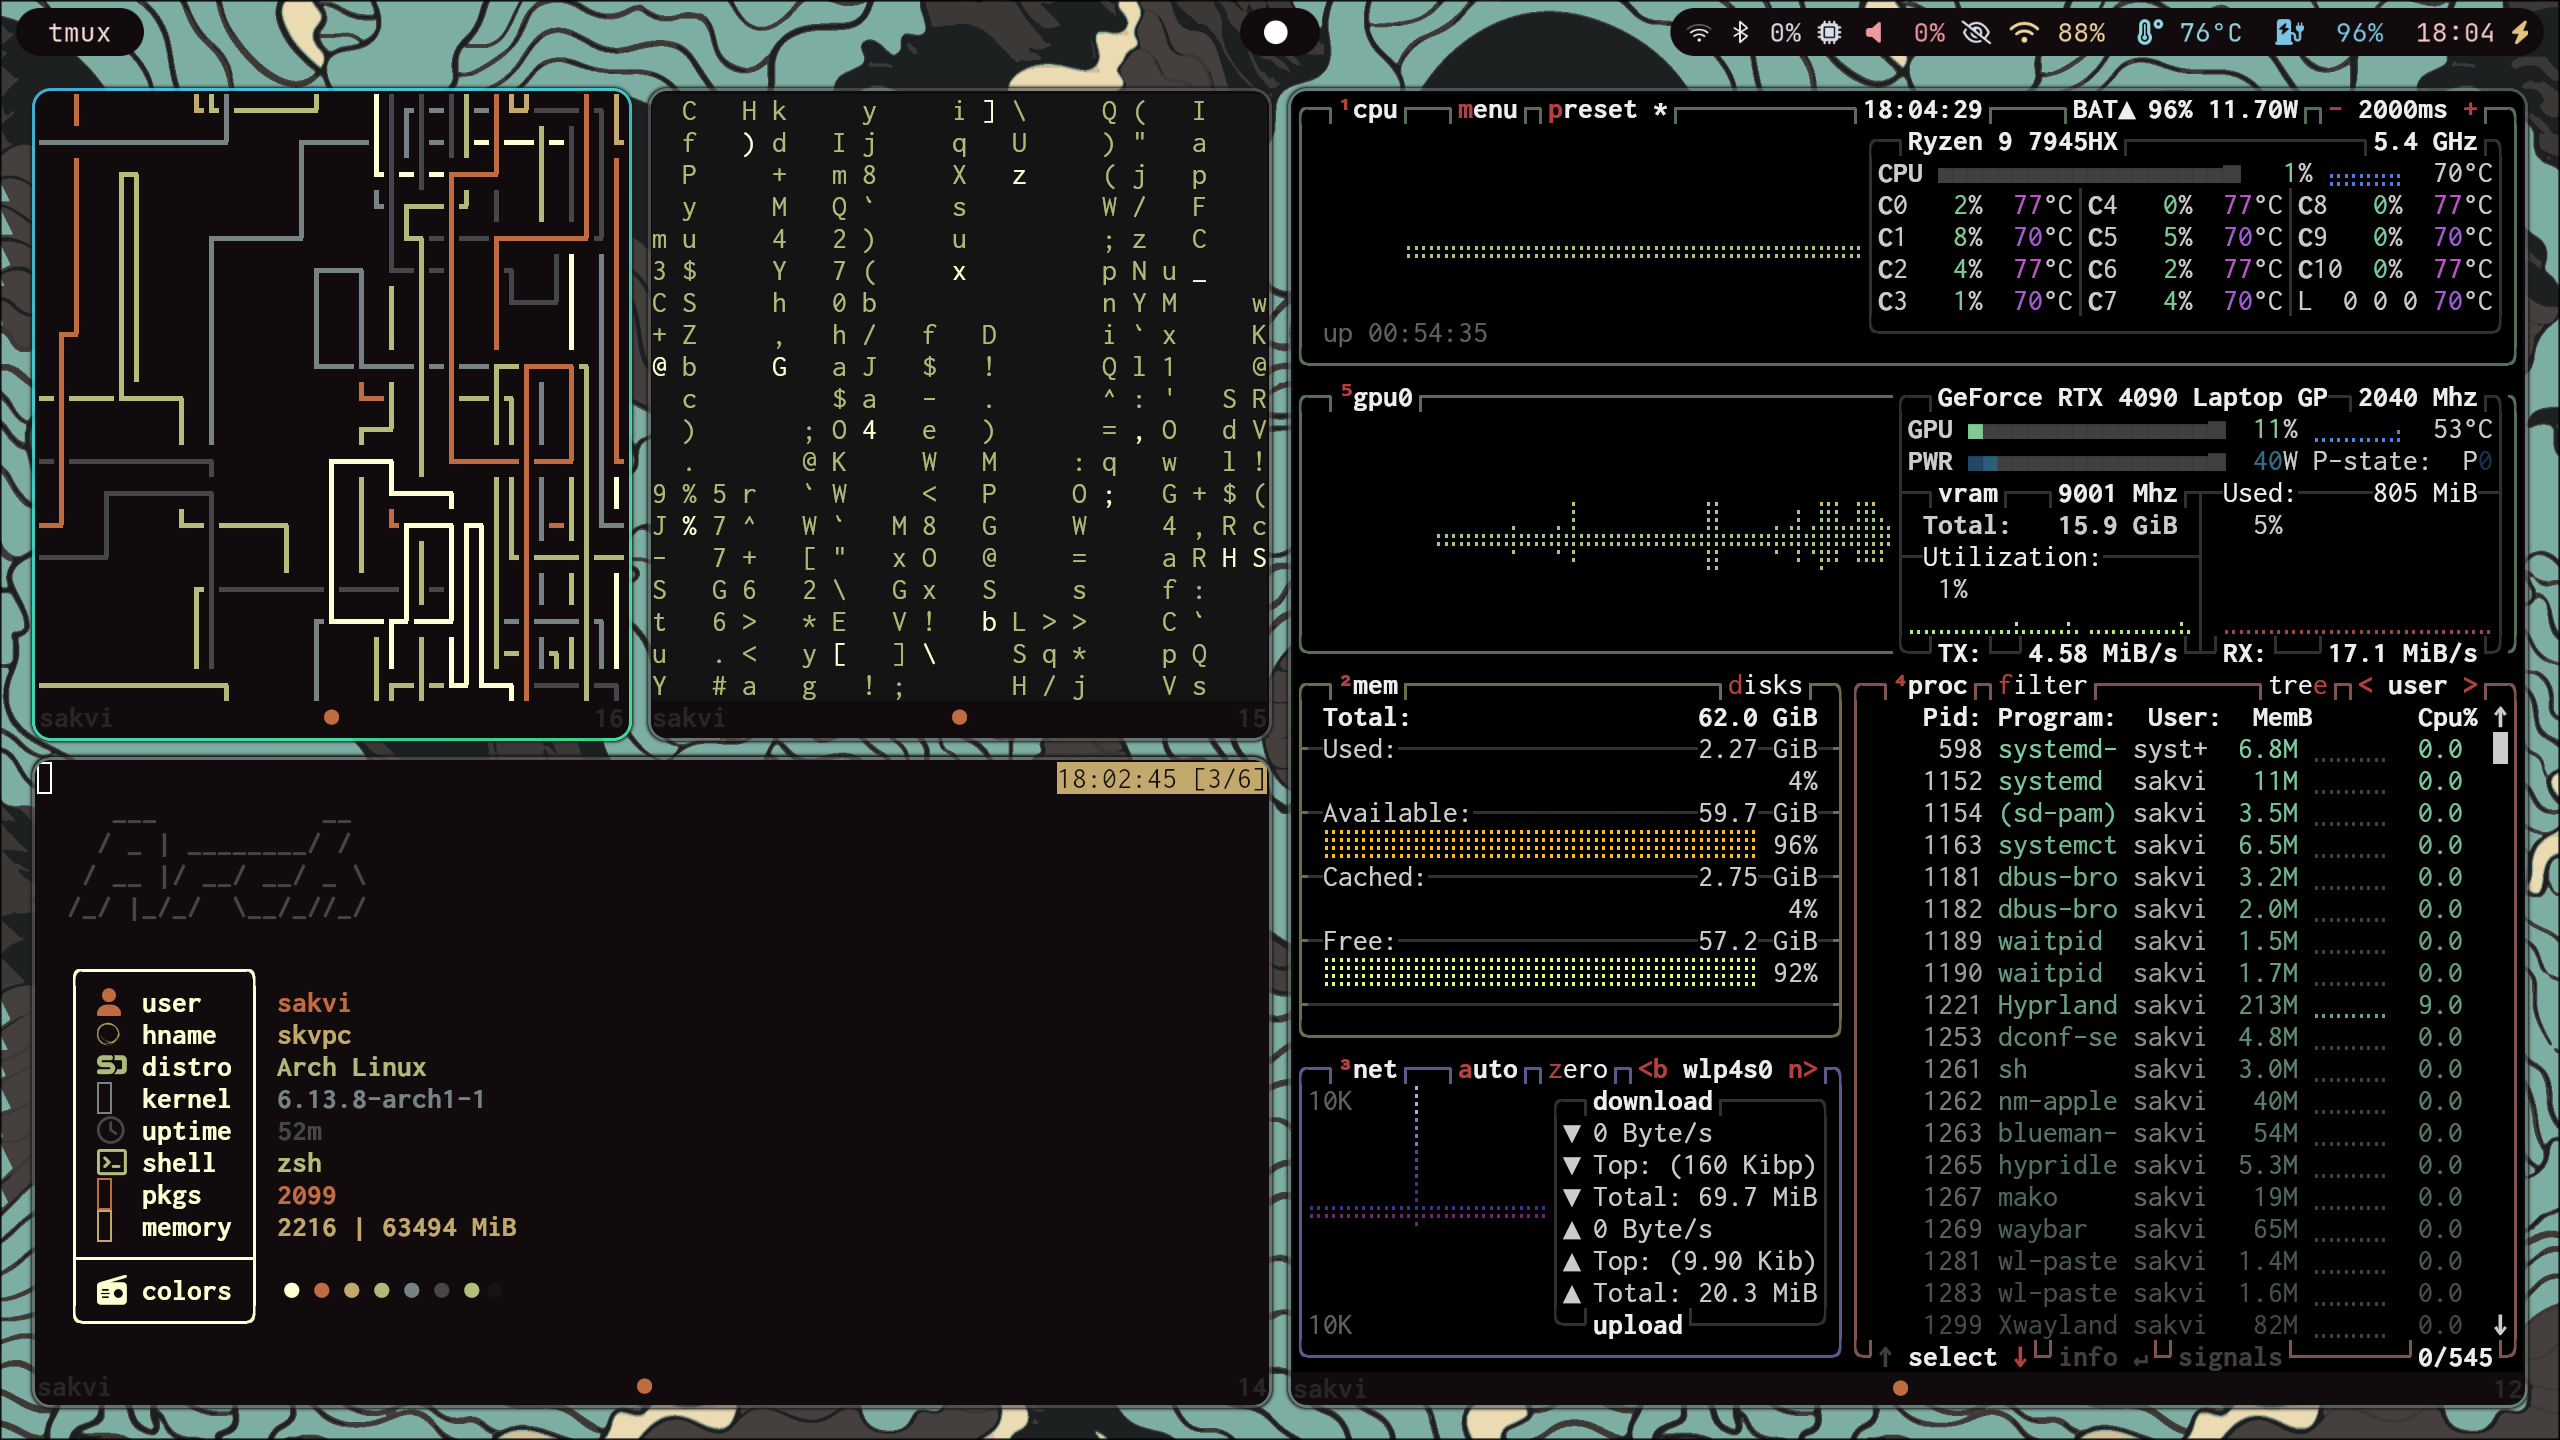 tmux
0% 0% 88% 76°C 96% 18:04
C H k y i ] \ Q ( I
f ) d I j q U ) " a
P + m 8 X z ( j p
y M Q ` s W / F
m u 4 2 ) u ; z C
3 $ Y 7 ( x p N u _
C S h 0 b n Y M w
+ Z , h / f D i ` x K
@ b G a J $ ! Q l 1 @
c $ a - . ^ : ' S R
) ; O 4 e ) = , O d V
. @ K W M : q w l !
9 % 5 r ` W < P O ; G + $ (
J % 7 ^ W ` M 8 G W 4 , R c
- 7 + [ " x O @ = a R H S
S G 6 2 \ G x S s f :
t 6 > * E V ! b L > > C `
u . < y [ ] \ S q * p Q
Y # a g ! ; H / j V s
sakvi 16
sakvi 15
18:02:45 [3/6]
user sakvi
hname skvpc
distro Arch Linux
kernel 6.13.8-arch1-1
uptime 52m
shell zsh
pkgs 2099
memory 2216 | 63494 MiB
colors
sakvi 14
¹cpu menu preset * 18:04:29 BAT▲ 96% 11.70W - 2000ms +
Ryzen 9 7945HX 5.4 GHz
CPU 1% 70°C
C0 2% 77°C C4 0% 77°C C8 0% 77°C
C1 8% 70°C C5 5% 70°C C9 0% 70°C
C2 4% 77°C C6 2% 77°C C10 0% 77°C
C3 1% 70°C C7 4% 70°C L 0 0 0 70°C
up 00:54:35
⁵gpu0 GeForce RTX 4090 Laptop GP 2040 Mhz
GPU 11% 53°C
PWR 40W P-state: P0
vram 9001 Mhz Used: 805 MiB
Total: 15.9 GiB 5%
Utilization:
1%
TX: 4.58 MiB/s RX: 17.1 MiB/s
²mem disks
Total: 62.0 GiB
Used: 2.27 GiB
4%
Available: 59.7 GiB
96%
Cached: 2.75 GiB
4%
Free: 57.2 GiB
92%
³net auto zero <b wlp4s0 n>
10K download
▼ 0 Byte/s
▼ Top: (160 Kibp)
▼ Total: 69.7 MiB
▲ 0 Byte/s
▲ Top: (9.90 Kib)
▲ Total: 20.3 MiB
10K upload
⁴proc filter tree < user >
Pid: Program: User: MemB Cpu% ↑
598 systemd- syst+ 6.8M 0.0
1152 systemd sakvi 11M 0.0
1154 (sd-pam) sakvi 3.5M 0.0
1163 systemct sakvi 6.5M 0.0
1181 dbus-bro sakvi 3.2M 0.0
1182 dbus-bro sakvi 2.0M 0.0
1189 waitpid sakvi 1.5M 0.0
1190 waitpid sakvi 1.7M 0.0
1221 Hyprland sakvi 213M 9.0
1253 dconf-se sakvi 4.8M 0.0
1261 sh sakvi 3.0M 0.0
1262 nm-apple sakvi 40M 0.0
1263 blueman- sakvi 54M 0.0
1265 hypridle sakvi 5.3M 0.0
1267 mako sakvi 19M 0.0
1269 waybar sakvi 65M 0.0
1281 wl-paste sakvi 1.4M 0.0
1283 wl-paste sakvi 1.6M 0.0
1299 Xwayland sakvi 82M 0.0 ↓
↑ select ↓ info ↵ signals 0/545
sakvi 12